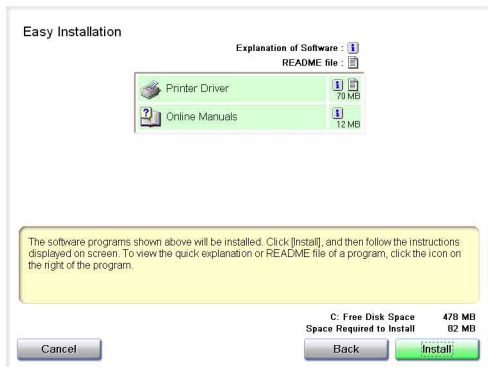 Easy Installation
Explanation of Software :
README file :
Printer Driver
70 MB
Online Manuals
12 MB
The software programs shown above will be installed. Click [Install], and then follow the instructions
displayed on screen. To view the quick explanation or README file of a program, click the icon on
the right of the program.
C: Free Disk Space 478 MB
Space Required to Install 82 MB
Cancel Back Install